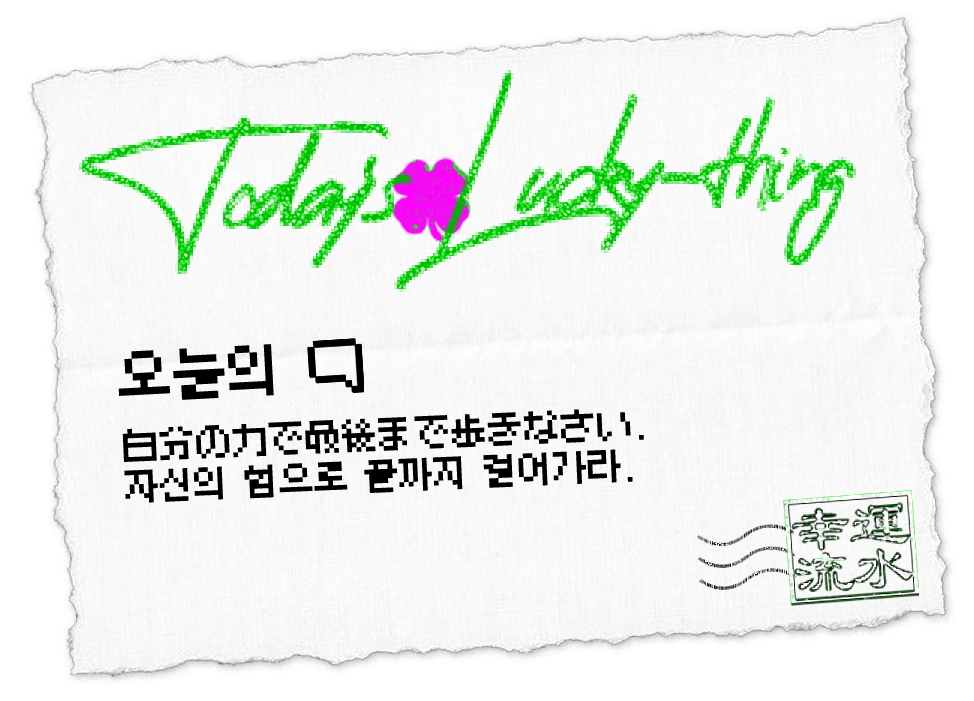 Today's Lucky-thing
오늘의
自分の力で最後まで歩きなさい.
자신의 힘으로 끝까지 걸어가라.
幸運
流水